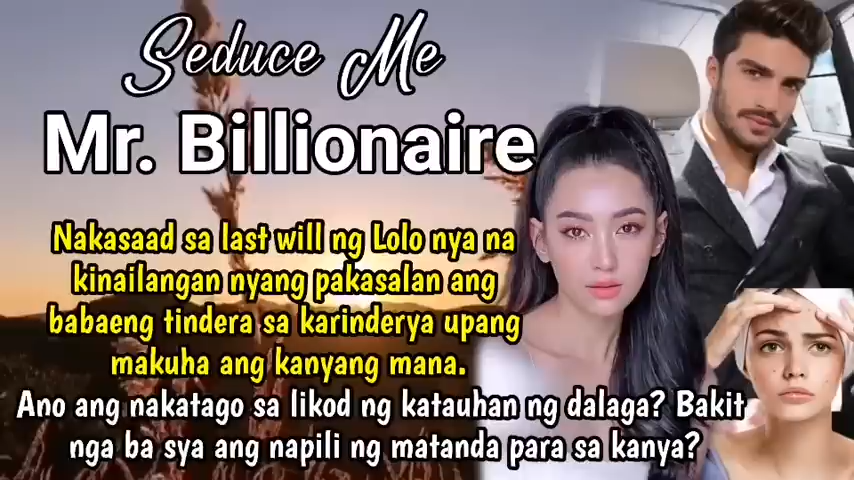 Seduce Me
Mr. Billionaire
Nakasaad sa last will ng Lolo nya na
kinailangan nyang pakasalan ang
babaeng tindera sa karinderya upang
makuha ang kanyang mana.
Ano ang nakatago sa likod ng katauhan ng dalaga? Bakit
nga ba sya ang napili ng matanda para sa kanya?